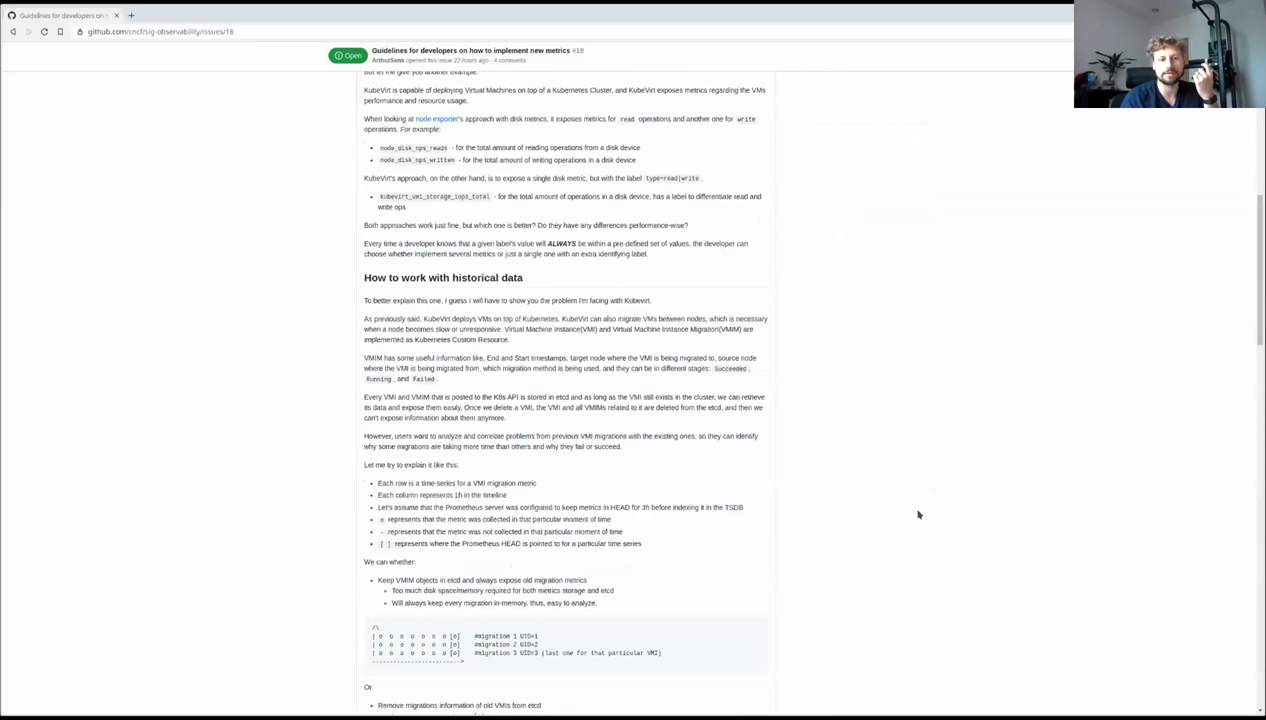 Guidelines for developers on
github.com/cncf/sig-observability/issues/18
Open
Guidelines for developers on how to implement new metrics #18
ArthurSens opened this issue 22 hours ago · 4 comments
But let me give you another example.
KubeVirt is capable of deploying Virtual Machines on top of a Kubernetes Cluster, and KubeVirt exposes metrics regarding the VMs
performance and resource usage.
When looking at node exporter's approach with disk metrics, it exposes metrics for read operations and another one for write
operations. For example:
• node_disk_ops_reads - for the total amount of reading operations from a disk device
• node_disk_ops_written - for the total amount of writing operations in a disk device
KubeVirt's approach, on the other hand, is to expose a single disk metric, but with the label type=read|write.
• kubevirt_vmi_storage_iops_total - for the total amount of operations in a disk device, has a label to differentiate read and
write ops
Both approaches work just fine, but which one is better? Do they have any differences performance-wise?
Every time a developer knows that a given label's value will ALWAYS be within a pre-defined set of values. the developer can
choose whether implement several metrics or just a single one with an extra identifying label.
How to work with historical data
To better explain this one, I guess I will have to show you the problem I'm facing with Kubevirt.
As previously said, KubeVirt deploys VMs on top of Kubernetes. KubeVirt can also migrate VMs between nodes, which is necessary
when a node becomes slow or unresponsive. Virtual Machine Instance(VMI) and Virtual Machine Instance Migration(VMIM) are
implemented as Kubernetes Custom Resource.
VMIM has some useful information like, End and Start timestamps, target node where the VMI is being migrated to, source node
where the VMI is being migrated from, which migration method is being used, and they can be in different stages: Succeeded,
Running, and Failed.
Every VMI and VMIM that is posted to the K8s API is stored in etcd and as long as the VMI still exists in the cluster, we can retrieve
its data and expose them easily. Once we delete a VMI, the VMI and all VMIMs related to it are deleted from the etcd, and then we
can't expose information about them anymore.
However, users want to analyze and correlate problems from previous VMI migrations with the existing ones, so they can identify
why some migrations are taking more time than others and why they fail or succeed.
Let me try to explain it like this:
• Each row is a time-series for a VMI migration metric
• Each column represents 1h in the timeline
• Let's assume that the Prometheus server was configured to keep metrics in HEAD for 3h before indexing it in the TSDB
• o represents that the metric was collected in that particular moment of time
• - represents that the metric was not collected in that particular moment of time
• [ ] represents where the Prometheus HEAD is pointed to for a particular time series
We can whether:
• Keep VMIM objects in etcd and always expose old migration metrics
◦ Too much disk space/memory required for both metrics storage and etcd
◦ Will always keep every migration in-memory, thus, easy to analyze.
/\
| o o o o o o o [o] #migration 1 UID=1
| o o o o o o o [o] #migration 2 UID=2
| o o o o o o o [o] #migration 3 UID=3 (last one for that particular VMI)
------------------------->
Or
• Remove migrations information of old VMIs from etcd